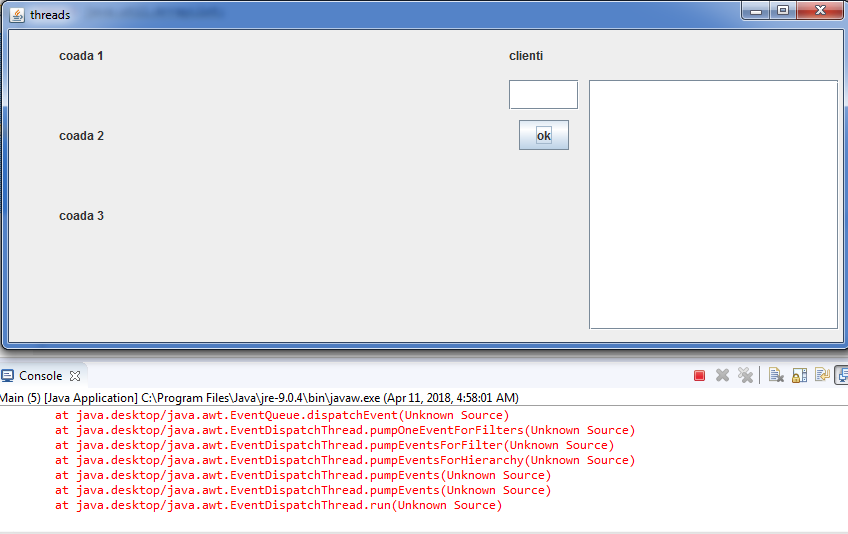 threads
coada 1
clienti
coada 2
ok
coada 3
Console
Main (5) [Java Application] C:\Program Files\Java\jre-9.0.4\bin\javaw.exe (Apr 11, 2018, 4:58:01 AM)
at java.desktop/java.awt.EventQueue.dispatchEvent(Unknown Source)
at java.desktop/java.awt.EventDispatchThread.pumpOneEventForFilters(Unknown Source)
at java.desktop/java.awt.EventDispatchThread.pumpEventsForFilter(Unknown Source)
at java.desktop/java.awt.EventDispatchThread.pumpEventsForHierarchy(Unknown Source)
at java.desktop/java.awt.EventDispatchThread.pumpEvents(Unknown Source)
at java.desktop/java.awt.EventDispatchThread.pumpEvents(Unknown Source)
at java.desktop/java.awt.EventDispatchThread.run(Unknown Source)